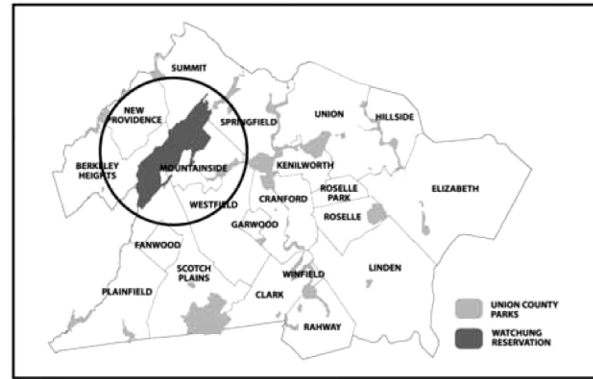 SUMMIT
NEW
PROVIDENCE
SPRINGFIELD
UNION
HILLSIDE
BERKELEY
HEIGHTS
MOUNTAINSIDE
KENILWORTH
WESTFIELD
CRANFORD
ROSELLE
PARK
ELIZABETH
GARWOOD
ROSELLE
FANWOOD
SCOTCH
PLAINS
WINFIELD
LINDEN
PLAINFIELD
CLARK
RAHWAY
UNION COUNTY
PARKS
WATCHUNG
RESERVATION